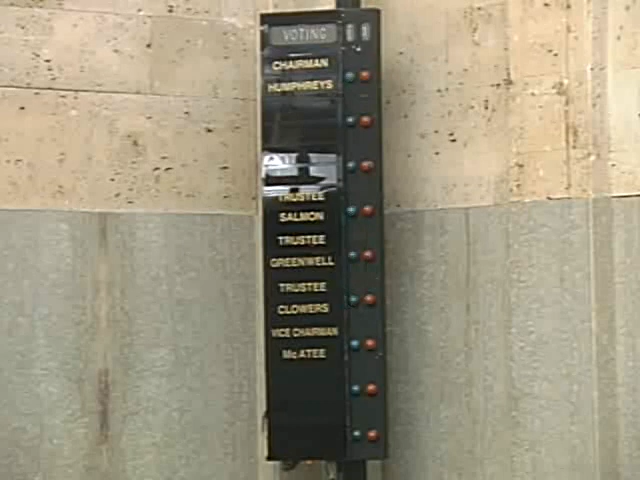 VOTING
CHAIRMAN
HUMPHREYS
TRUSTEE
SALMON
TRUSTEE
GREENWELL
TRUSTEE
CLOWERS
VICE CHAIRMAN
Mc ATEE